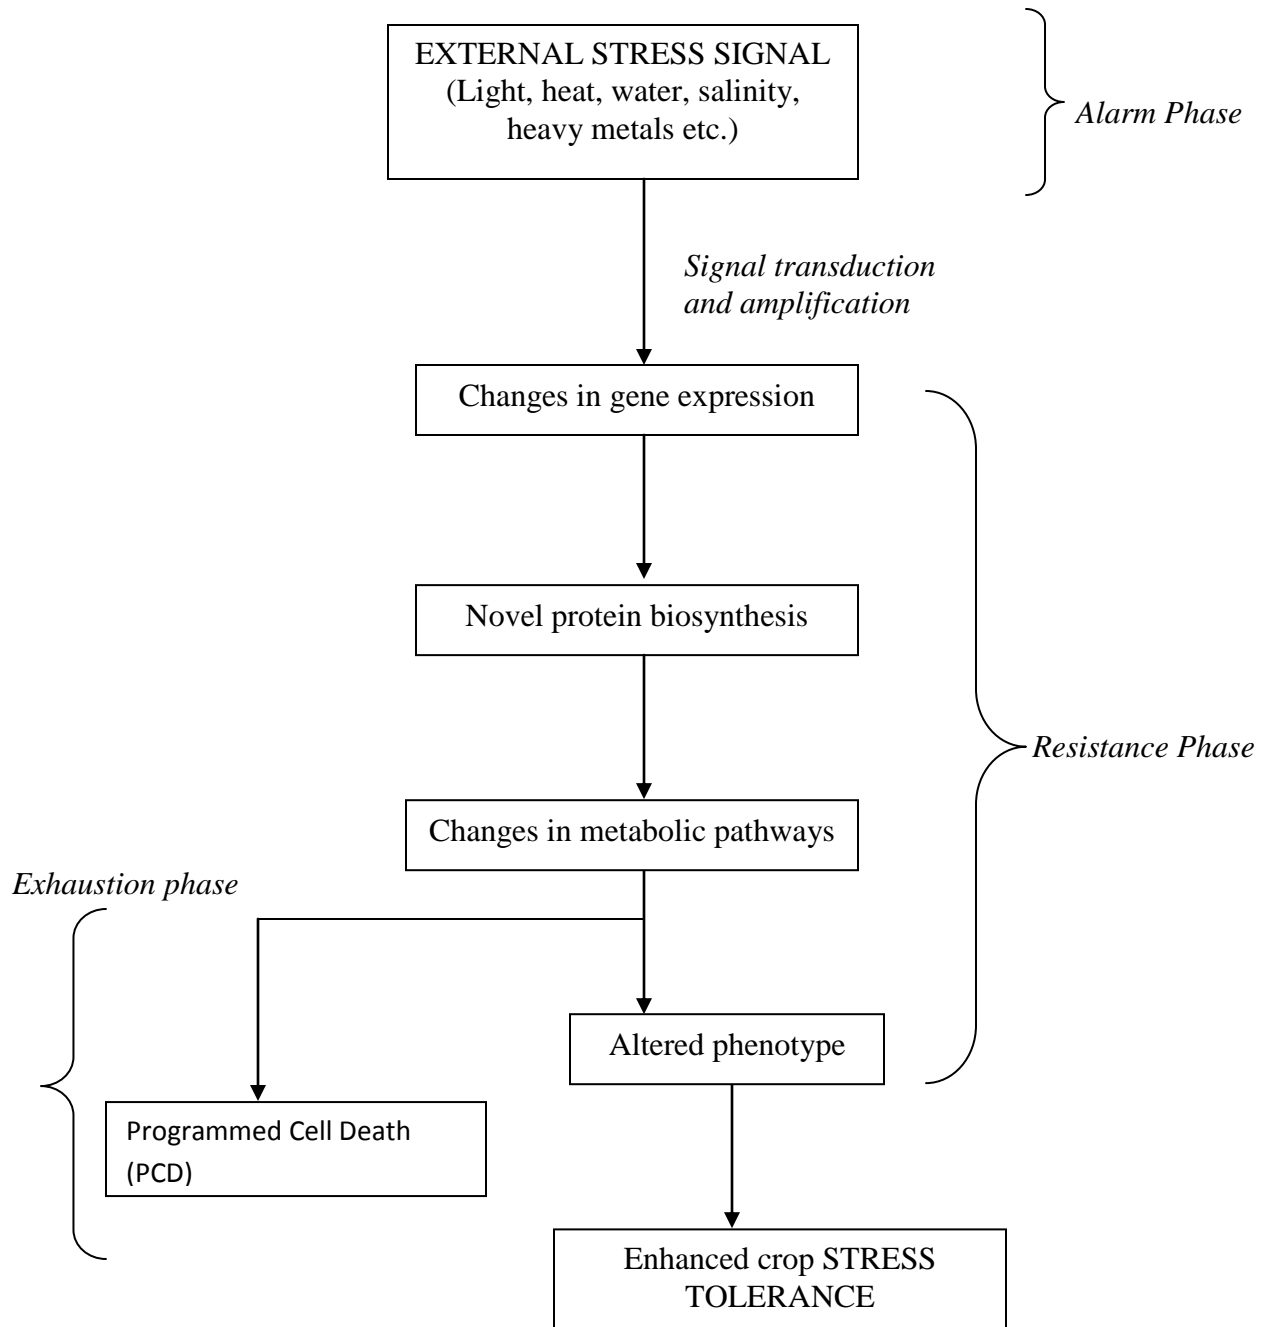 EXTERNAL STRESS SIGNAL
(Light, heat, water, salinity,
heavy metals etc.)
Alarm Phase
Signal transduction
and amplification
Changes in gene expression
Novel protein biosynthesis
Resistance Phase
Changes in metabolic pathways
Exhaustion phase
Altered phenotype
Programmed Cell Death
(PCD)
Enhanced crop STRESS
TOLERANCE